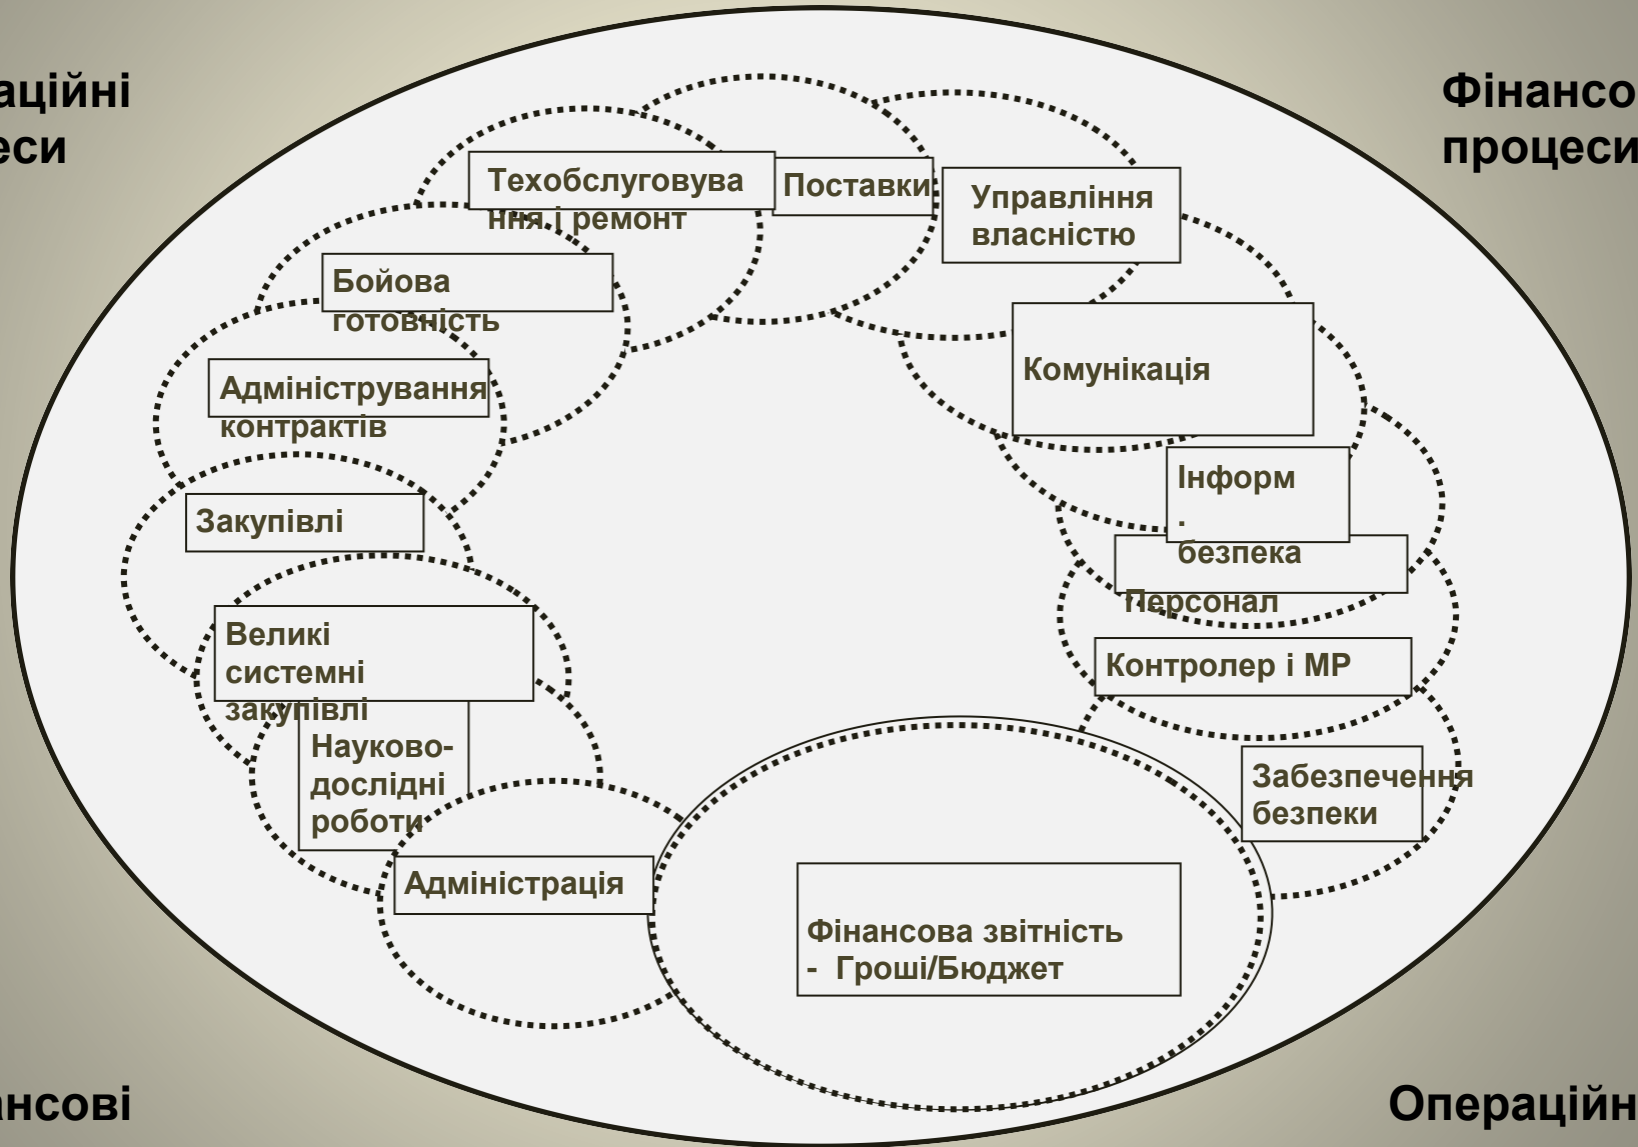 аційні
еси
Фінансо
процеси
Техобслуговува
ння і ремонт
Поставки
Управління
власністю
Бойова
готовність
Комунікація
Адміністрування
контрактів
Інформ
.
безпека
Закупівлі
Персонал
Великі
системні
закупівлі
Контролер і МР
Науково-
дослідні
роботи
Забезпечення
безпеки
Адміністрація
Фінансова звітність
- Гроші/Бюджет
ансові
Операційн